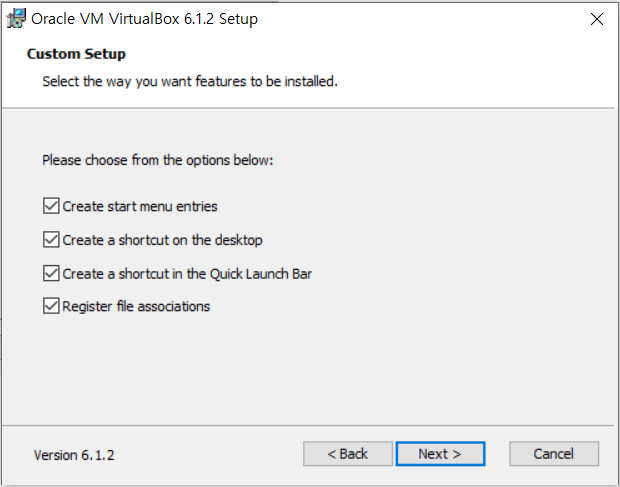 Oracle VM VirtualBox 6.1.2 Setup
Custom Setup
Select the way you want features to be installed.
Please choose from the options below:
Create start menu entries
Create a shortcut on the desktop
Create a shortcut in the Quick Launch Bar
Register file associations
Version 6.1.2
< Back
Next >
Cancel